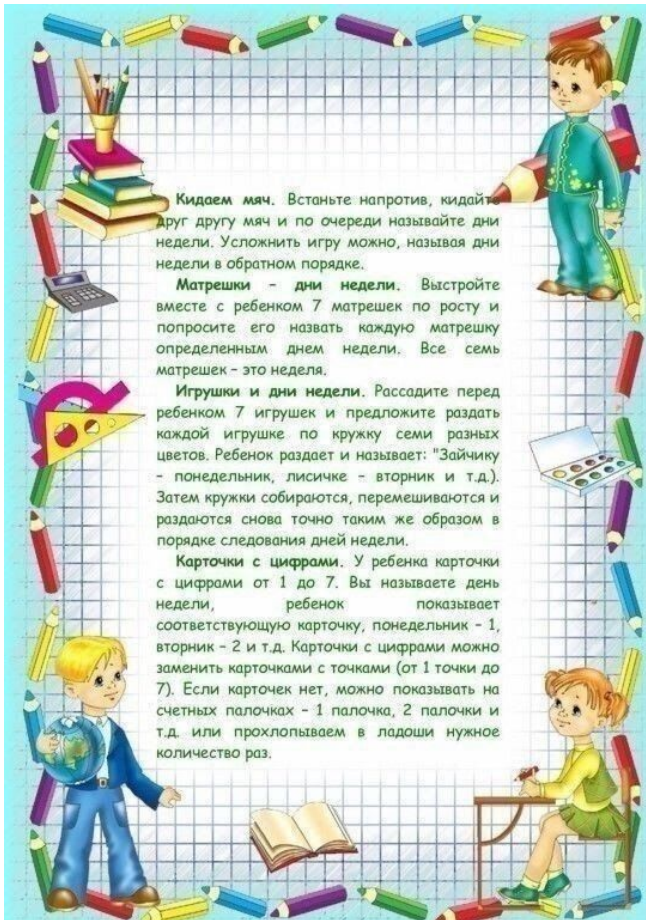 Кидаем мяч. Встаньте напротив, кидайте
друг другу мяч и по очереди называйте дни
недели. Усложнить игру можно, называя дни
недели в обратном порядке.
Матрешки – дни недели. Выстройте
вместе с ребенком 7 матрешек по росту и
попросите его назвать каждую матрешку
определенным днем недели. Все семь
матрешек – это неделя.
Игрушки и дни недели. Рассадите перед
ребенком 7 игрушек и предложите раздать
каждой игрушке по кружку семи разных
цветов. Ребенок раздает и называет: "Зайчику
– понедельник, лисичке – вторник и т.д.).
Затем кружки собираются, перемешиваются и
раздаются снова точно таким же образом в
порядке следования дней недели.
Карточки с цифрами. У ребенка карточки
с цифрами от 1 до 7. Вы называете день
недели, ребенок показывает
соответствующую карточку, понедельник – 1,
вторник – 2 и т.д. Карточки с цифрами можно
заменить карточками с точками (от 1 точки до
7). Если карточек нет, можно показывать на
счетных палочках – 1 палочка, 2 палочки и
т.д. или прохлопываем в ладоши нужное
количество раз.